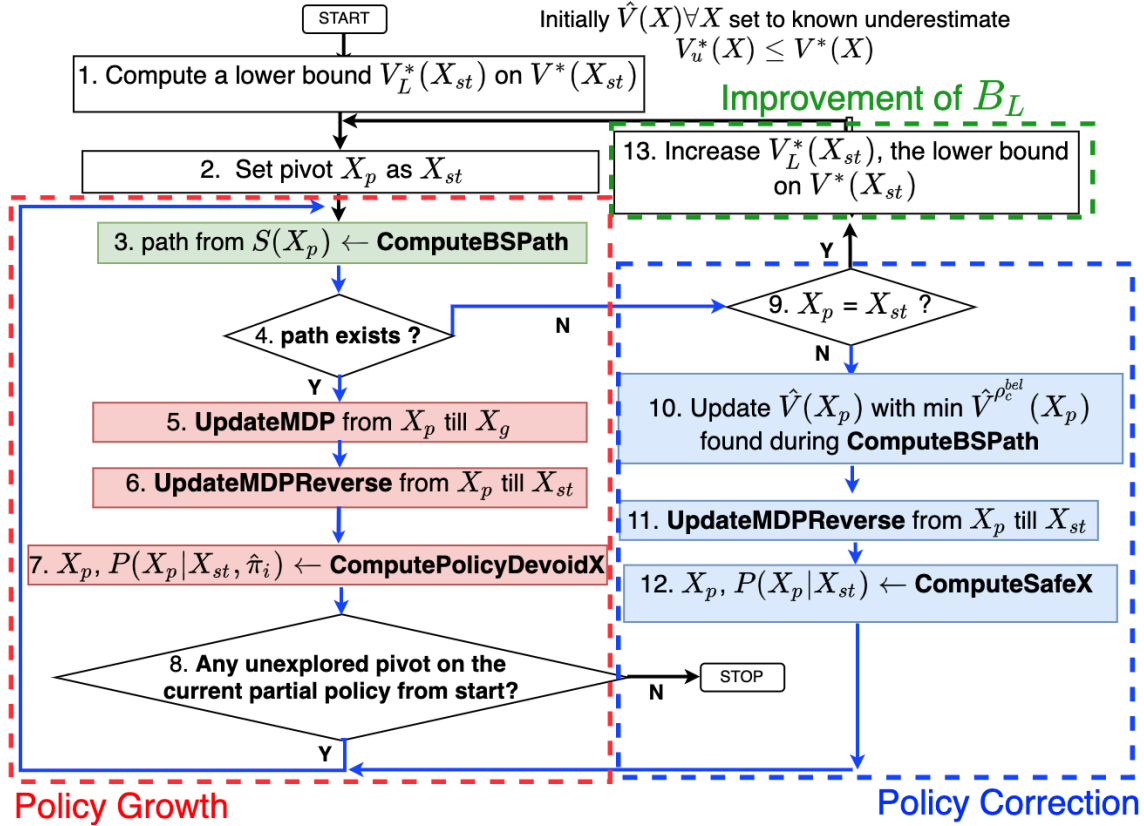 START
Initially V̂(X)∀X set to known underestimate
V*_u(X) ≤ V*(X)
1. Compute a lower bound V*_L(X_st) on V*(X_st)
Improvement of B_L
13. Increase V*_L(X_st), the lower bound
on V*(X_st)
2. Set pivot X_p as X_st
3. path from S(X_p) ← ComputeBSPath
Y
4. path exists ?
N
9. X_p = X_st ?
Y
N
5. UpdateMDP from X_p till X_g
10. Update V̂(X_p) with min V̂^{ρ_c^{bel}}(X_p)
found during ComputeBSPath
6. UpdateMDPReverse from X_p till X_st
11. UpdateMDPReverse from X_p till X_st
7. X_p, P(X_p|X_st, π̂_i) ← ComputePolicyDevoidX
12. X_p, P(X_p|X_st) ← ComputeSafeX
8. Any unexplored pivot on the
current partial policy from start?
N
STOP
Y
Policy Growth
Policy Correction